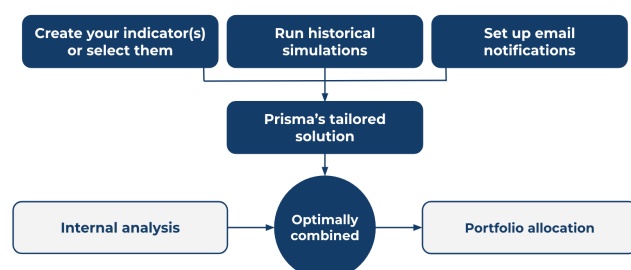 Create your indicator(s)
or select them
Run historical
simulations
Set up email
notifications
Prisma's tailored
solution
Internal analysis
Optimally
combined
Portfolio allocation